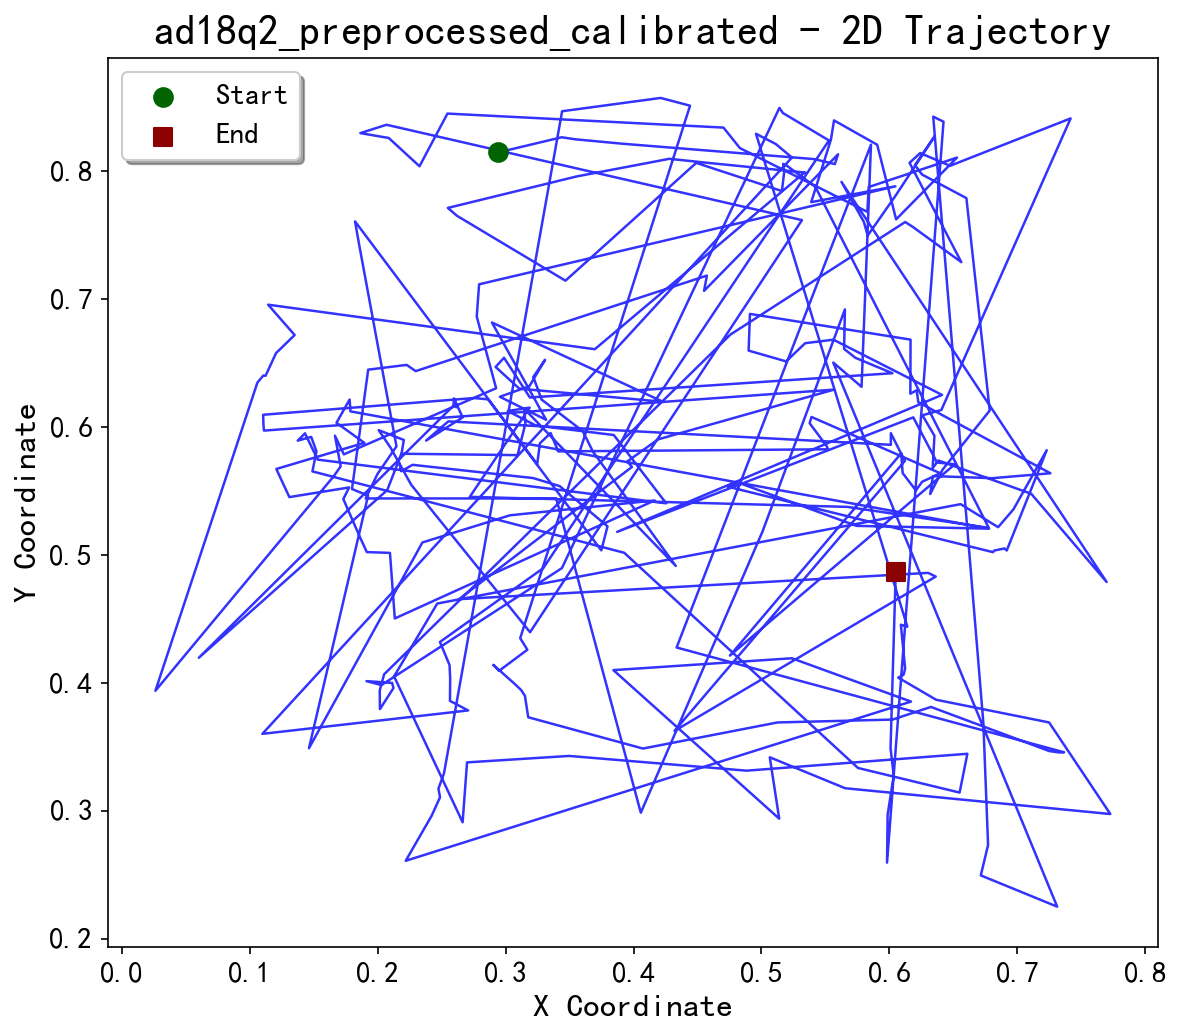 ad18q2_preprocessed_calibrated - 2D Trajectory
Start
End
Y Coordinate
0.8
0.7
0.6
0.5
0.4
0.3
0.2
0.0 0.1 0.2 0.3 0.4 0.5 0.6 0.7 0.8
X Coordinate